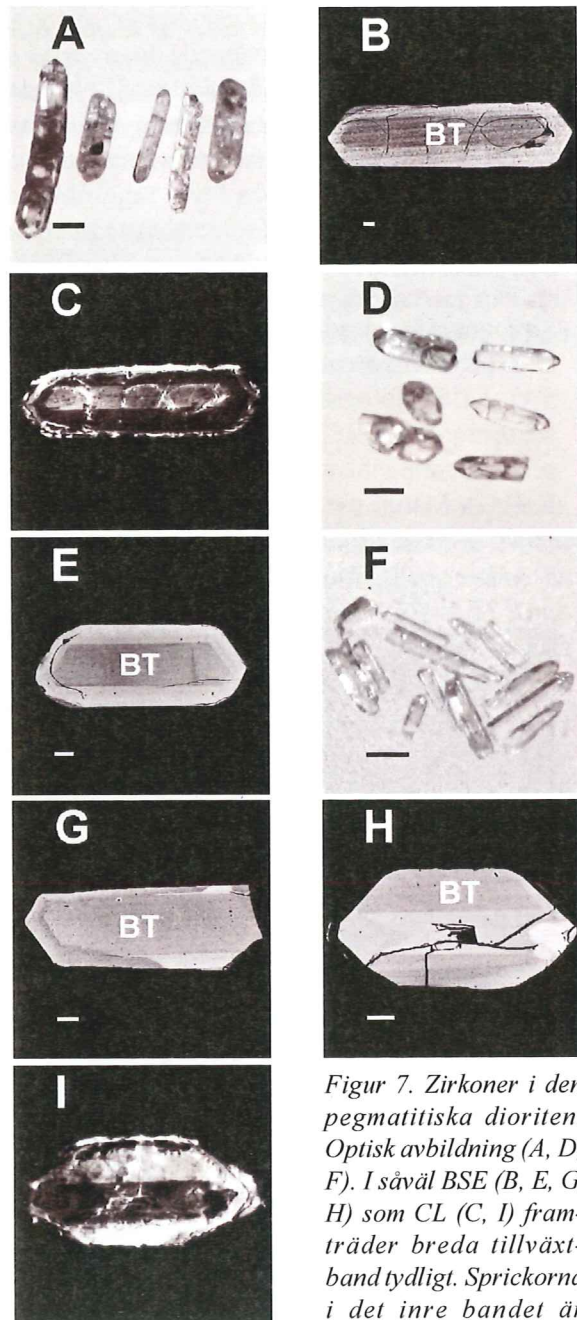 A
B
BT
C
D
E
BT
F
G
BT
H
BT
I
Figur 7. Zirkoner i den
pegmatitiska dioriten.
Optisk avbildning (A, D,
F). I såväl BSE (B, E, G,
H) som CL (C, I) fram-
träder breda tillväxt-
band tydligt. Sprickorna
i det inre bandet är